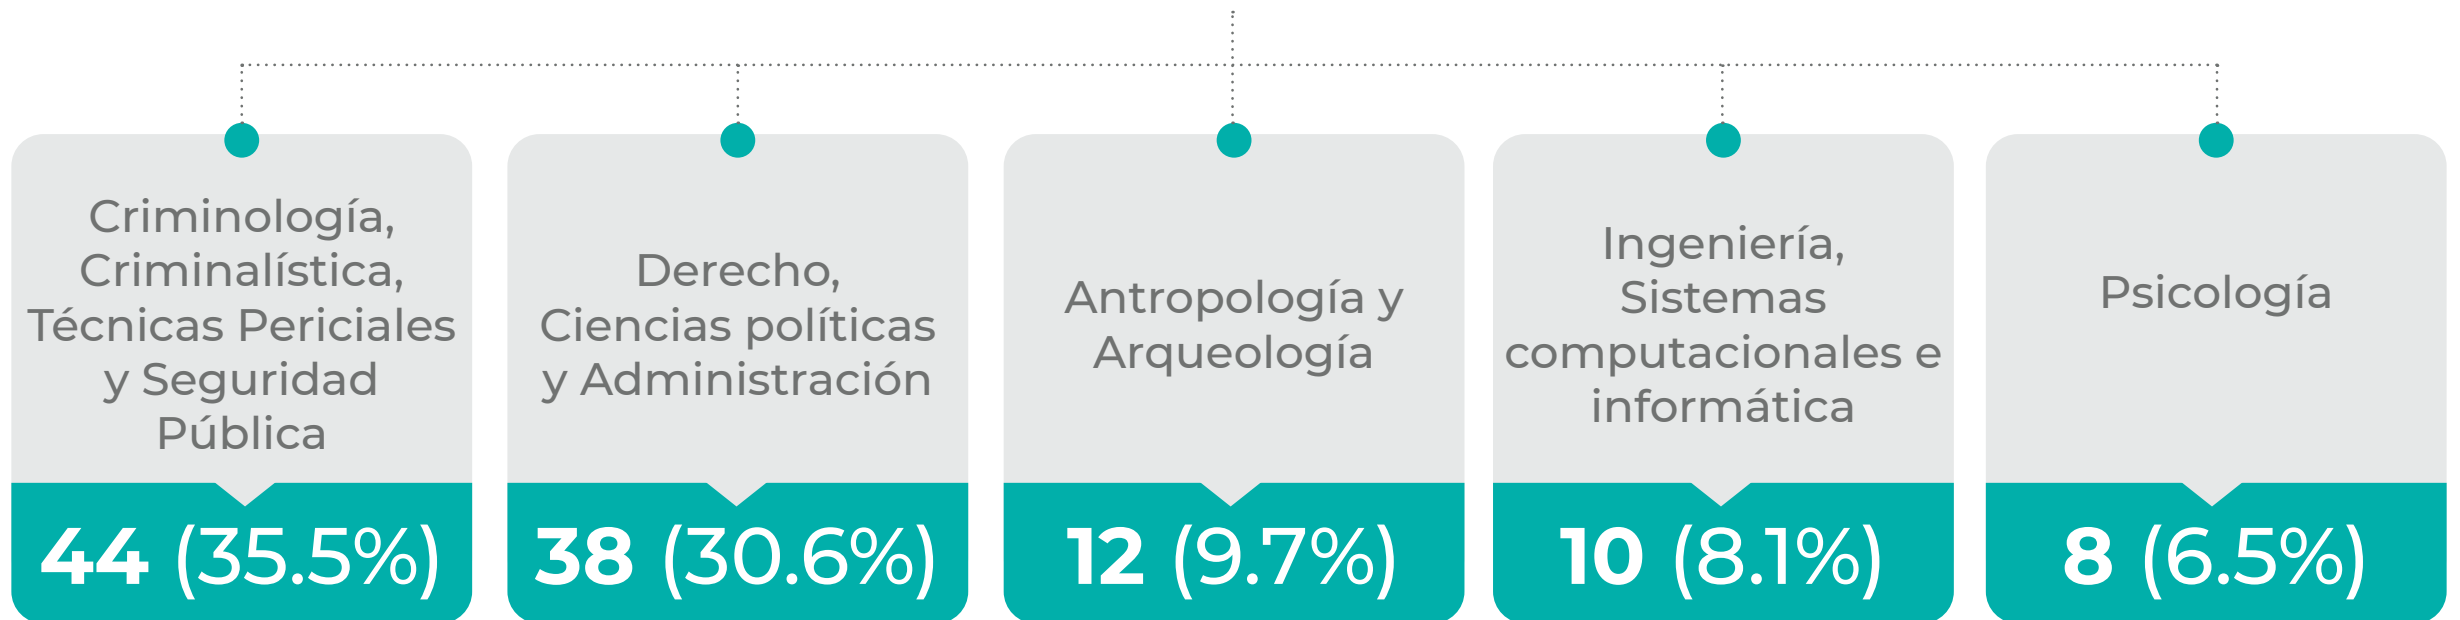 Criminología,
Criminalística,
Técnicas Periciales
y Seguridad
Pública
44 (35.5%)
Derecho,
Ciencias políticas
y Administración
38 (30.6%)
Antropología y
Arqueología
12 (9.7%)
Ingeniería,
Sistemas
computacionales e
informática
10 (8.1%)
Psicología
8 (6.5%)